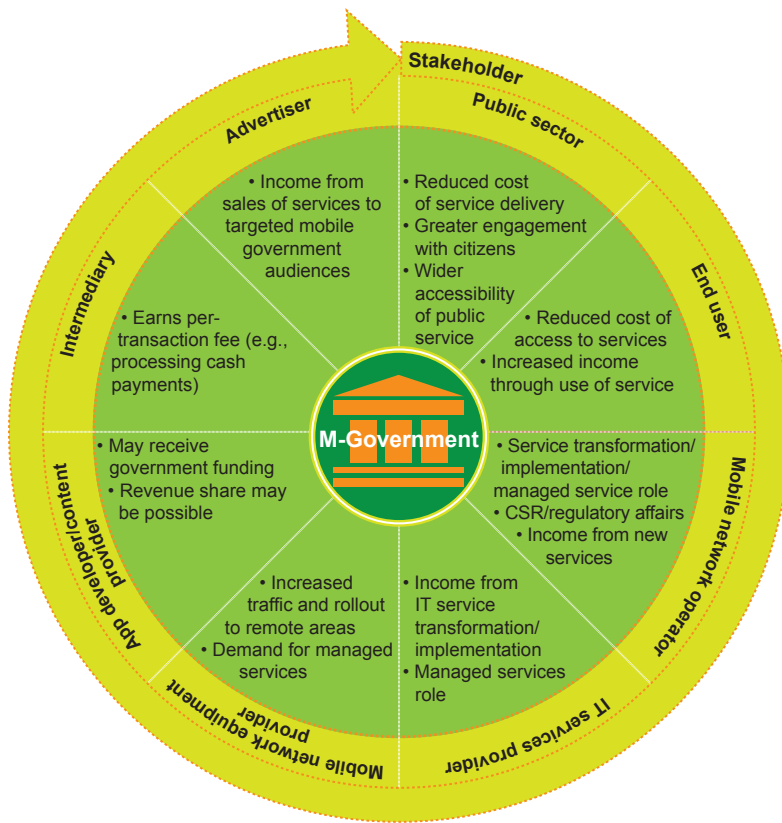 Stakeholder
Public sector
• Reduced cost
of service delivery
• Greater engagement
with citizens
• Wider
accessibility
of public
service
End user
• Reduced cost of
access to services
• Increased income
through use of service
Mobile network operator
• Service transformation/
implementation/
managed service role
• CSR/regulatory affairs
• Income from new
services
IT services provider
• Income from
IT service
transformation/
implementation
• Managed services
role
Mobile network equipment
provider
• Increased
traffic and rollout
to remote areas
• Demand for managed
services
App developer/content
provider
• May receive
government funding
• Revenue share may
be possible
Intermediary
• Earns per-
transaction fee (e.g.,
processing cash
payments)
Advertiser
• Income from
sales of services to
targeted mobile
government
audiences
M-Government